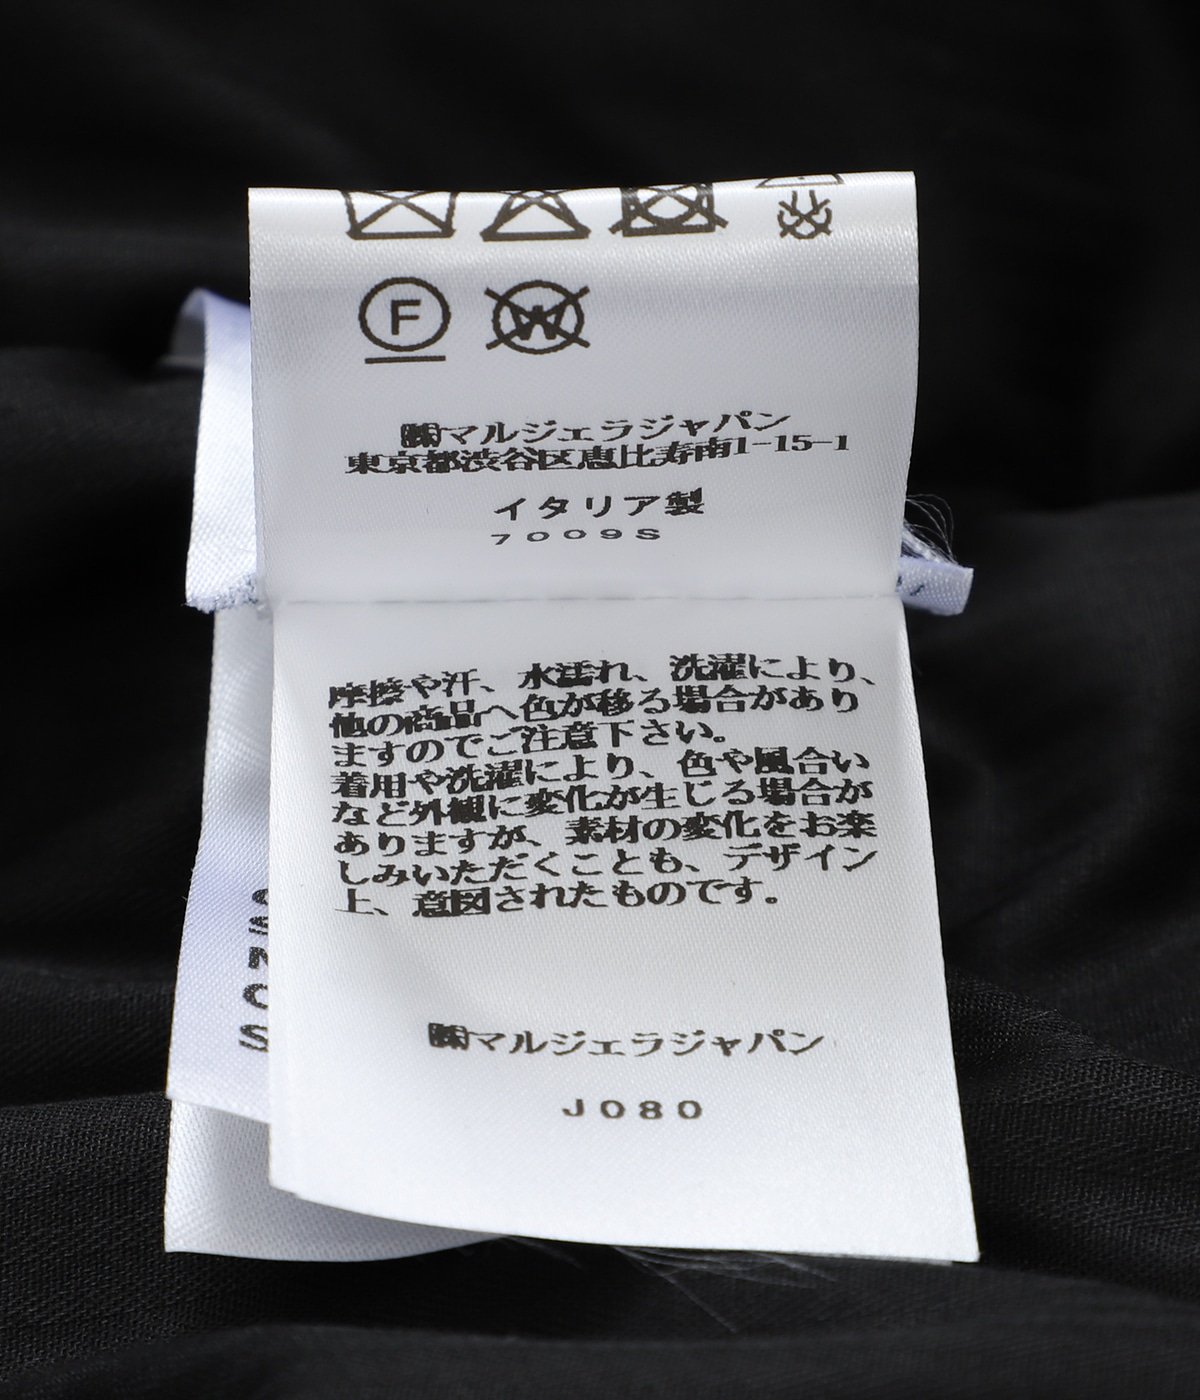 F
W
㈱マルジェラジャパン
東京都渋谷区恵比寿南1-15-1
イタリア製
7009S
摩擦や汗、水濡れ、洗濯により、
他の商品へ色が移る場合があり
ますのでご注意下さい。
着用や洗濯により、色や風合い
など外観に変化が生じる場合が
ありますが、素材の変化をお楽
しみいただくことも、デザイン
上、意図されたものです。
㈱マルジェラジャパン
J080